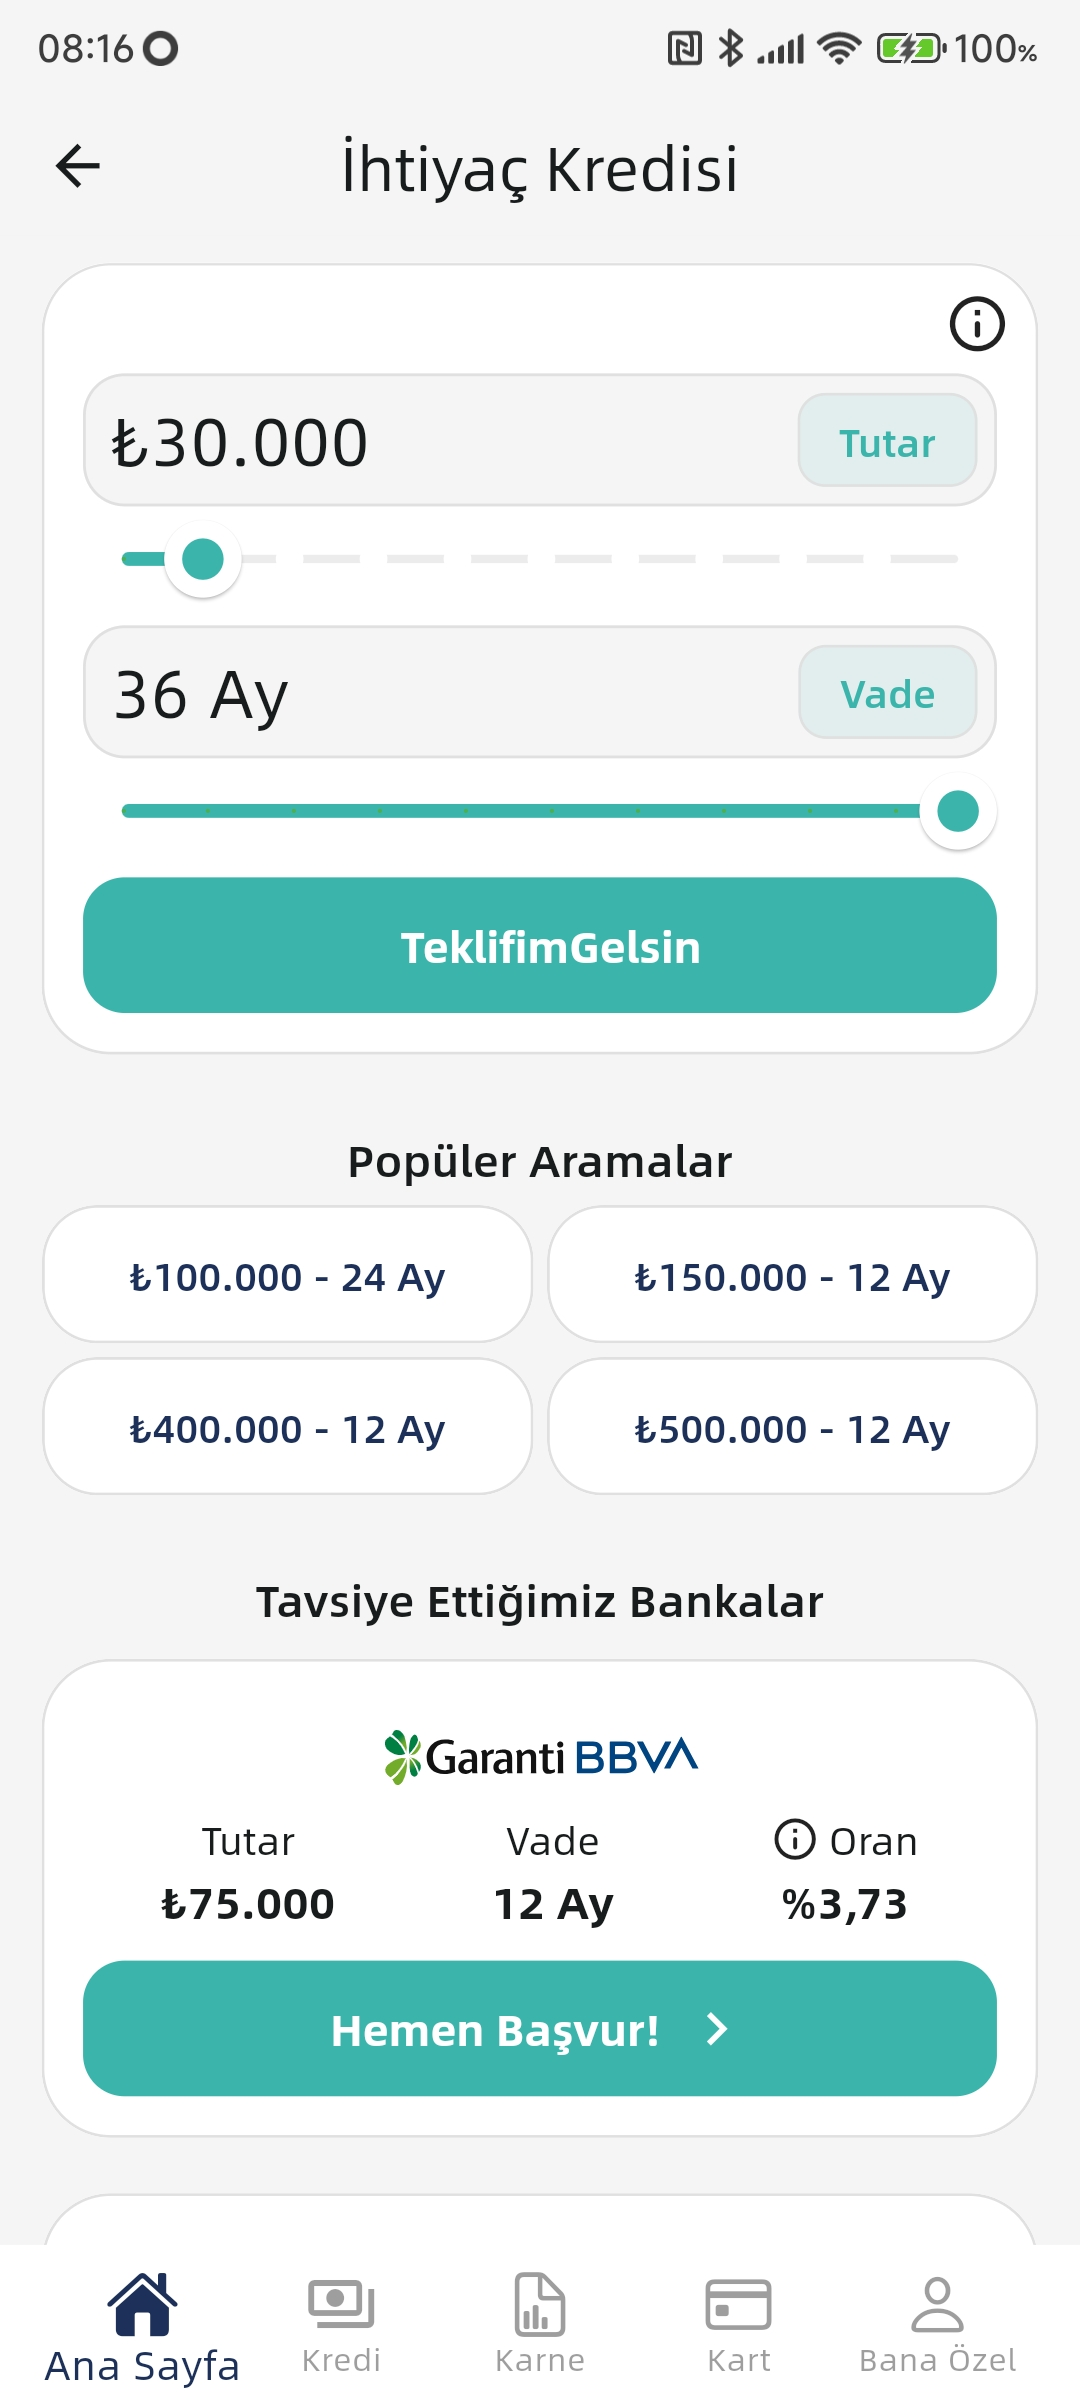 08:16 100%
İhtiyaç Kredisi
₺30.000 Tutar
36 Ay Vade
TeklifimGelsin
Popüler Aramalar
₺100.000 - 24 Ay ₺150.000 - 12 Ay
₺400.000 - 12 Ay ₺500.000 - 12 Ay
Tavsiye Ettiğimiz Bankalar
Garanti BBVA
Tutar Vade Oran
₺75.000 12 Ay %3,73
Hemen Başvur!
Ana Sayfa Kredi Karne Kart Bana Özel